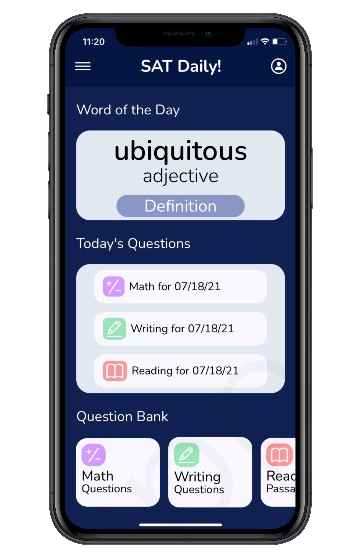 11:20
SAT Daily!
Word of the Day
ubiquitous
adjective
Definition
Today's Questions
Math for 07/18/21
Writing for 07/18/21
Reading for 07/18/21
Question Bank
Math
Questions
Writing
Questions
Read
Passa